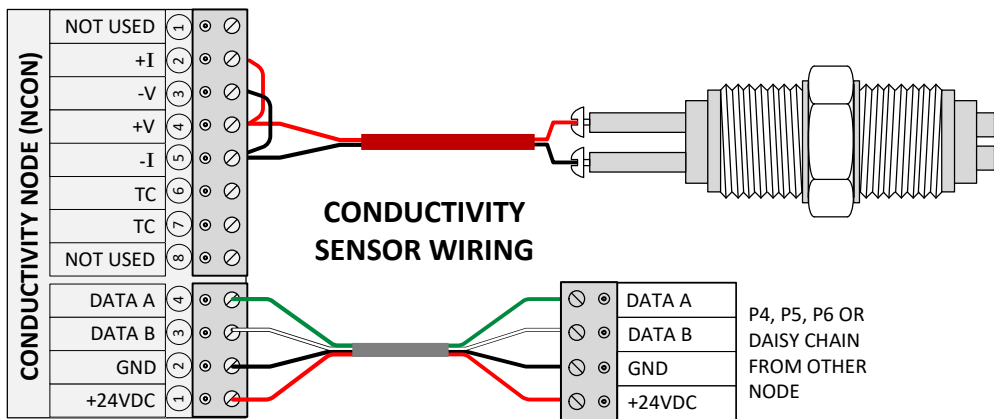 CONDUCTIVITY NODE (NCON)
NOT USED 1
+I 2
-V 3
+V 4
-I 5
TC 6
TC 7
NOT USED 8
CONDUCTIVITY
SENSOR WIRING
DATA A 4
DATA B 3
GND 2
+24VDC 1
DATA A
DATA B
GND
+24VDC
P4, P5, P6 OR
DAISY CHAIN
FROM OTHER
NODE